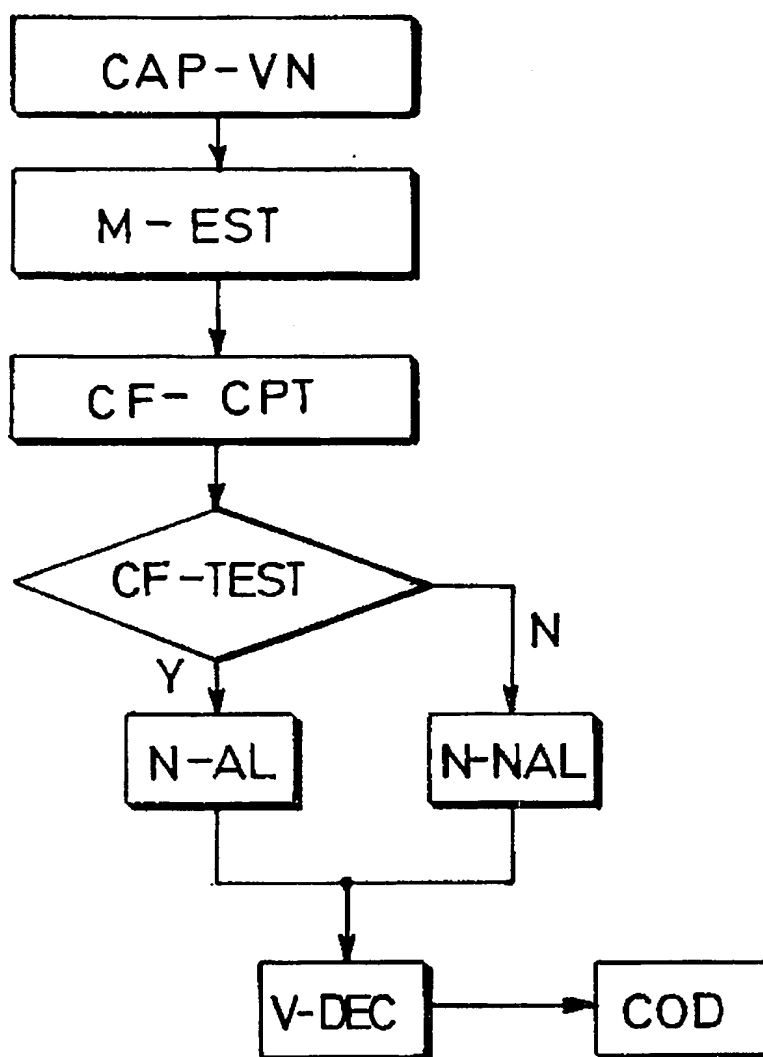 CAP-VN
M-EST
CF- CPT
CF-TEST
Y
N
N-AL
N-NAL
V-DEC
COD